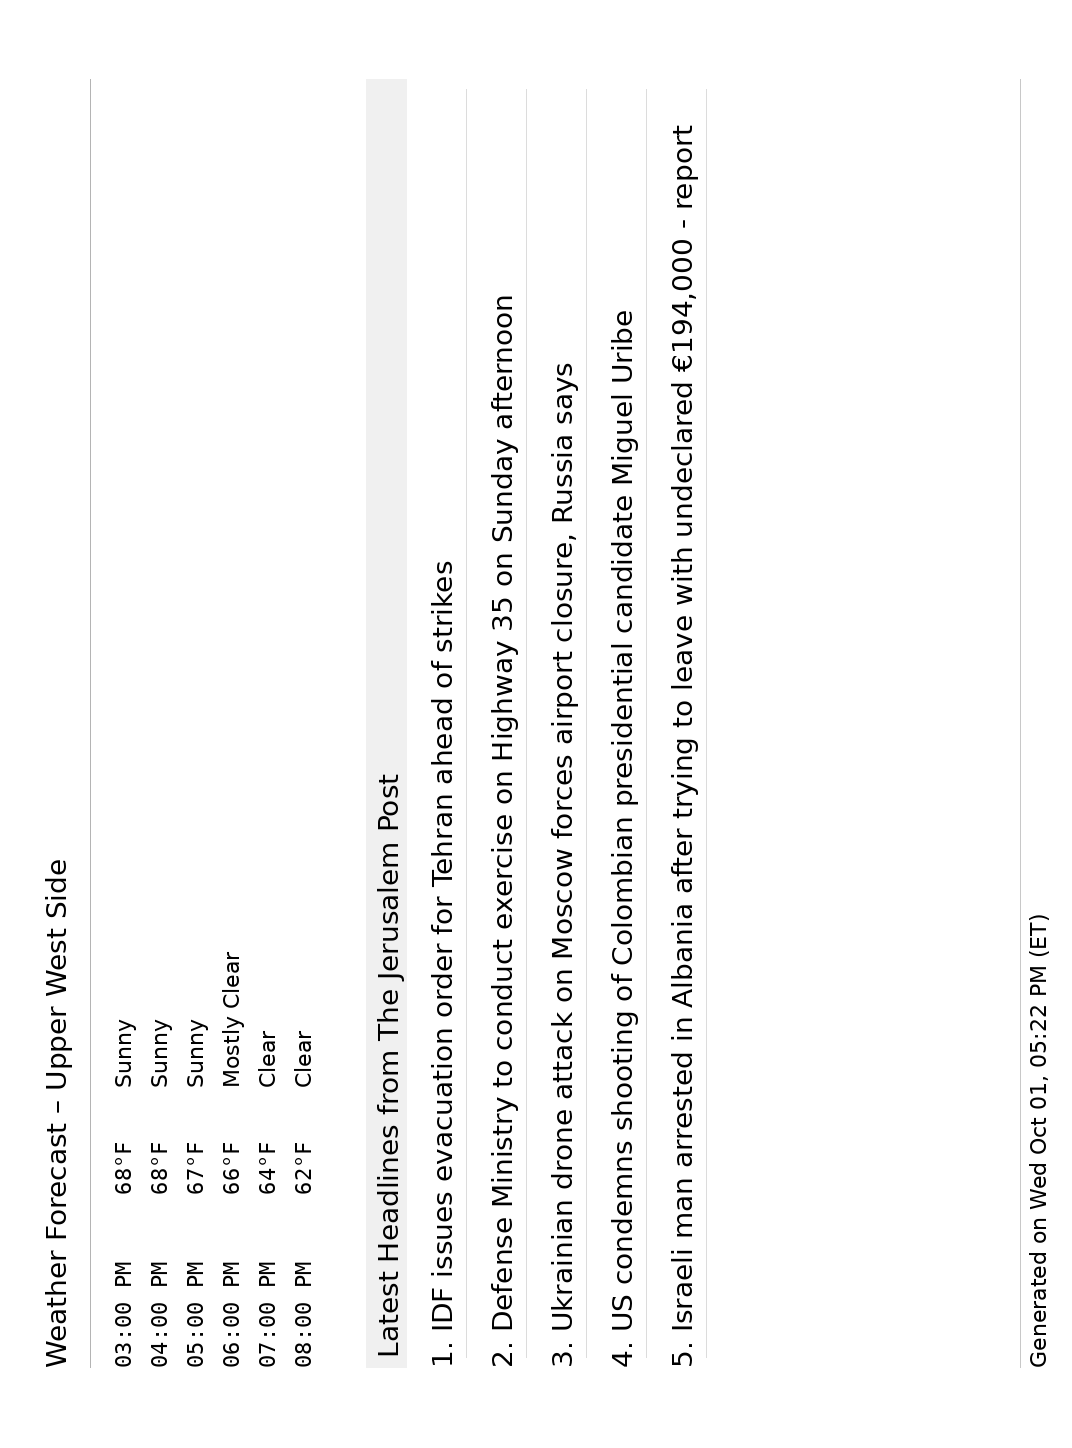 Weather Forecast – Upper West Side
03:00 PM 68°F Sunny
04:00 PM 68°F Sunny
05:00 PM 67°F Sunny
06:00 PM 66°F Mostly Clear
07:00 PM 64°F Clear
08:00 PM 62°F Clear
Latest Headlines from The Jerusalem Post
1. IDF issues evacuation order for Tehran ahead of strikes
2. Defense Ministry to conduct exercise on Highway 35 on Sunday afternoon
3. Ukrainian drone attack on Moscow forces airport closure, Russia says
4. US condemns shooting of Colombian presidential candidate Miguel Uribe
5. Israeli man arrested in Albania after trying to leave with undeclared €194,000 - report
Generated on Wed Oct 01, 05:22 PM (ET)